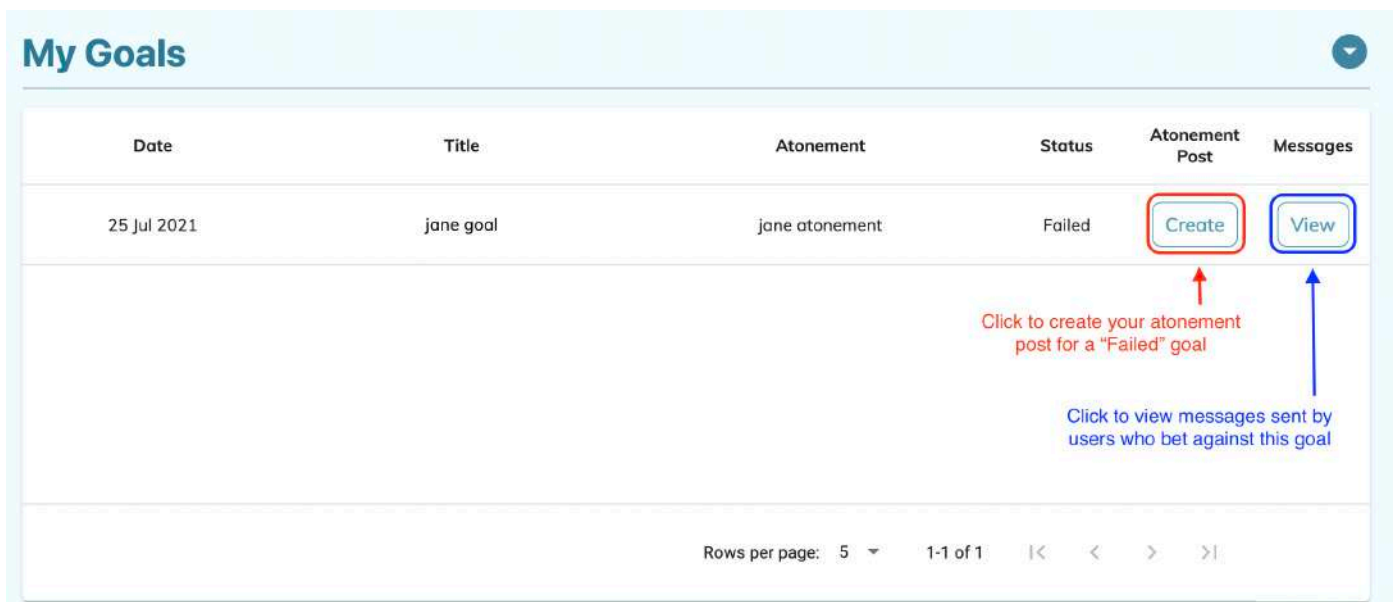 My Goals
Date Title Atonement Status Atonement Post Messages
25 Jul 2021 jane goal jane atonement Failed Create View
Click to create your atonement
post for a “Failed” goal
Click to view messages sent by
users who bet against this goal
Rows per page: 5 1-1 of 1